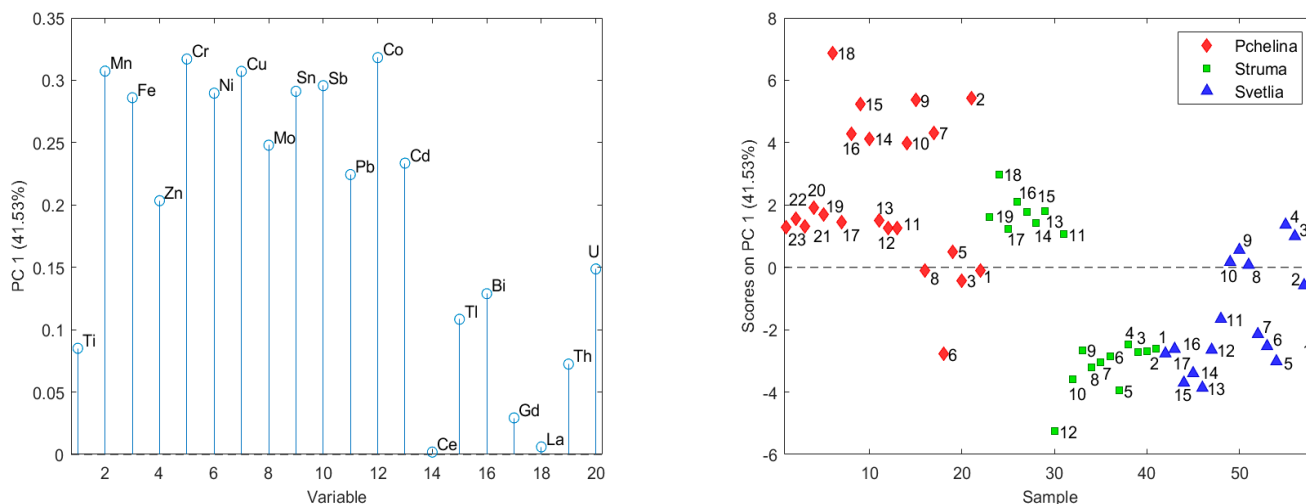 0.35
0.3
0.25
0.2
0.15
0.1
0.05
0
PC 1 (41.53%)
Ti
Mn
Fe
Zn
Cr
Ni
Cu
Mo
Sn
Sb
Pb
Co
Cd
Ce
Tl
Bi
Gd
La
Th
U
2 4 6 8 10 12 14 16 18 20
Variable
8
6
4
2
0
-2
-4
-6
Scores on PC 1 (41.53%)
Pchelina
Struma
Svetlia
18
15
9
2
16
14
10
7
22
20
19
23
21
17
13
12
11
5
8
3
1
6
18
16
15
19
17
14
13
11
9
10
8
7
6
4
3
1
2
5
12
16
17
15
14
13
12
11
10
9
8
7
6
5
4
3
2
10 20 30 40 50
Sample